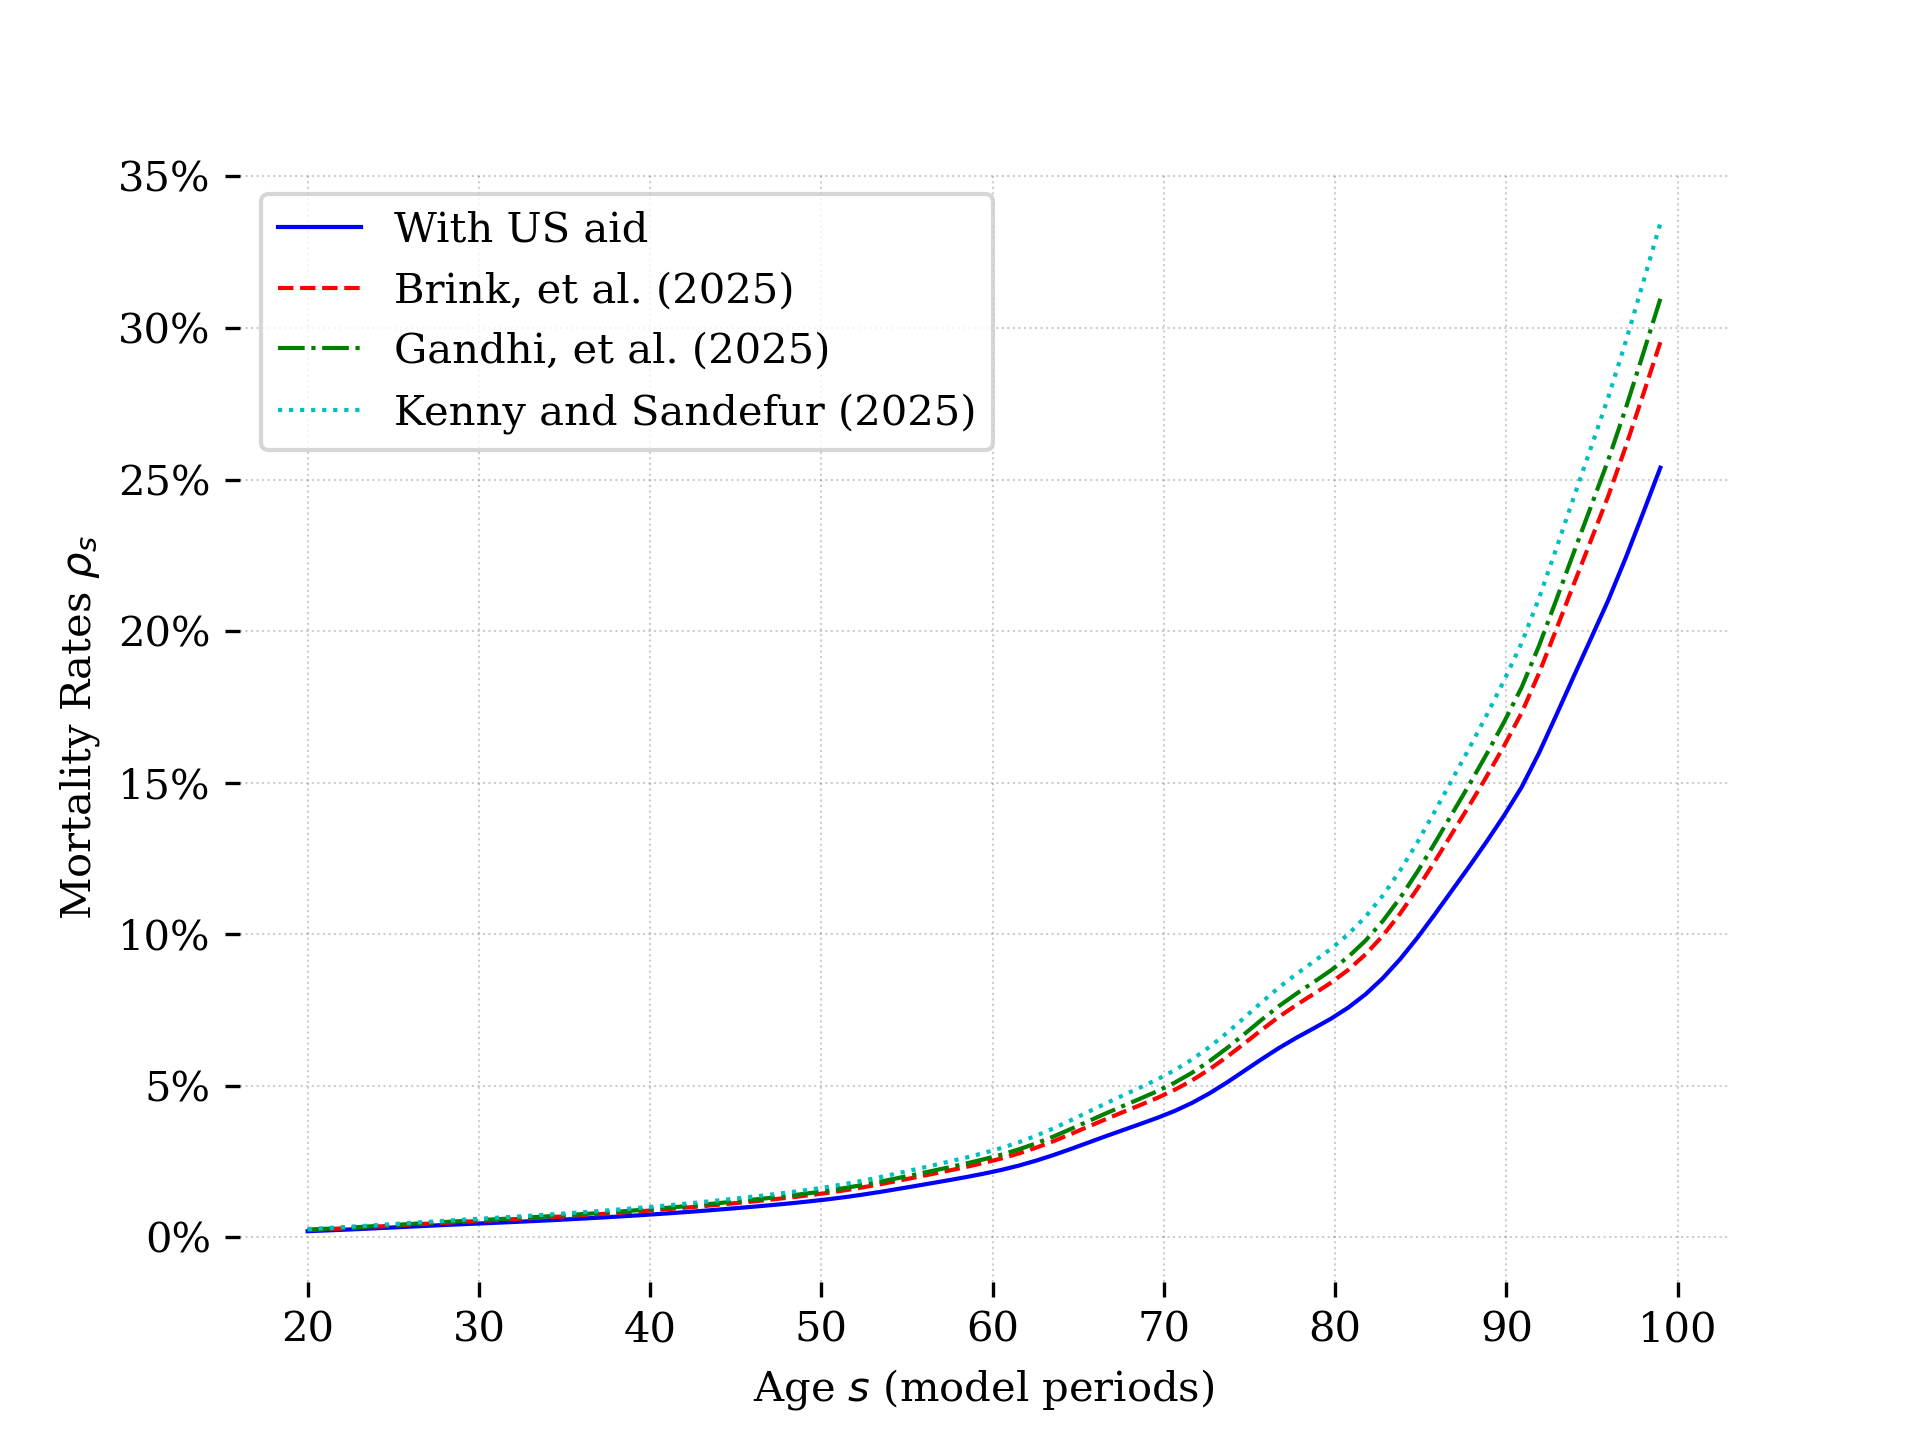 35%
30%
25%
20%
15%
10%
5%
0%
Mortality Rates ρₛ
With US aid
Brink, et al. (2025)
Gandhi, et al. (2025)
Kenny and Sandefur (2025)
20 30 40 50 60 70 80 90 100
Age s (model periods)